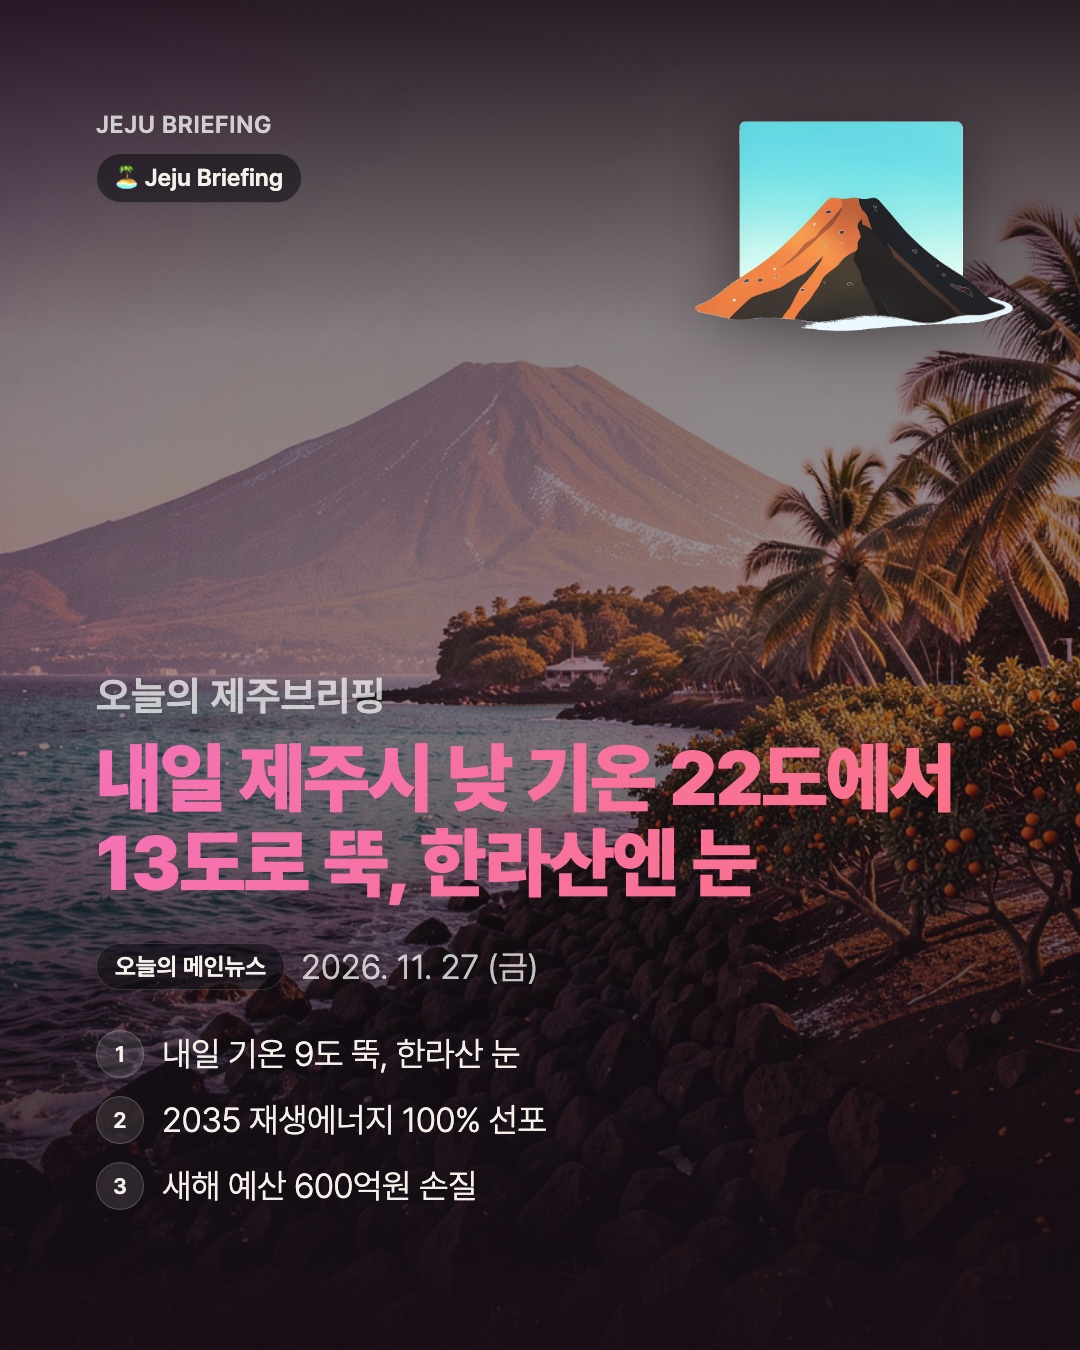 JEJU BRIEFING
🏝️ Jeju Briefing
오늘의 제주브리핑
내일 제주시 낮 기온 22도에서
13도로 뚝, 한라산엔 눈
오늘의 메인뉴스 2026. 11. 27 (금)
1 내일 기온 9도 뚝, 한라산 눈
2 2035 재생에너지 100% 선포
3 새해 예산 600억원 손질